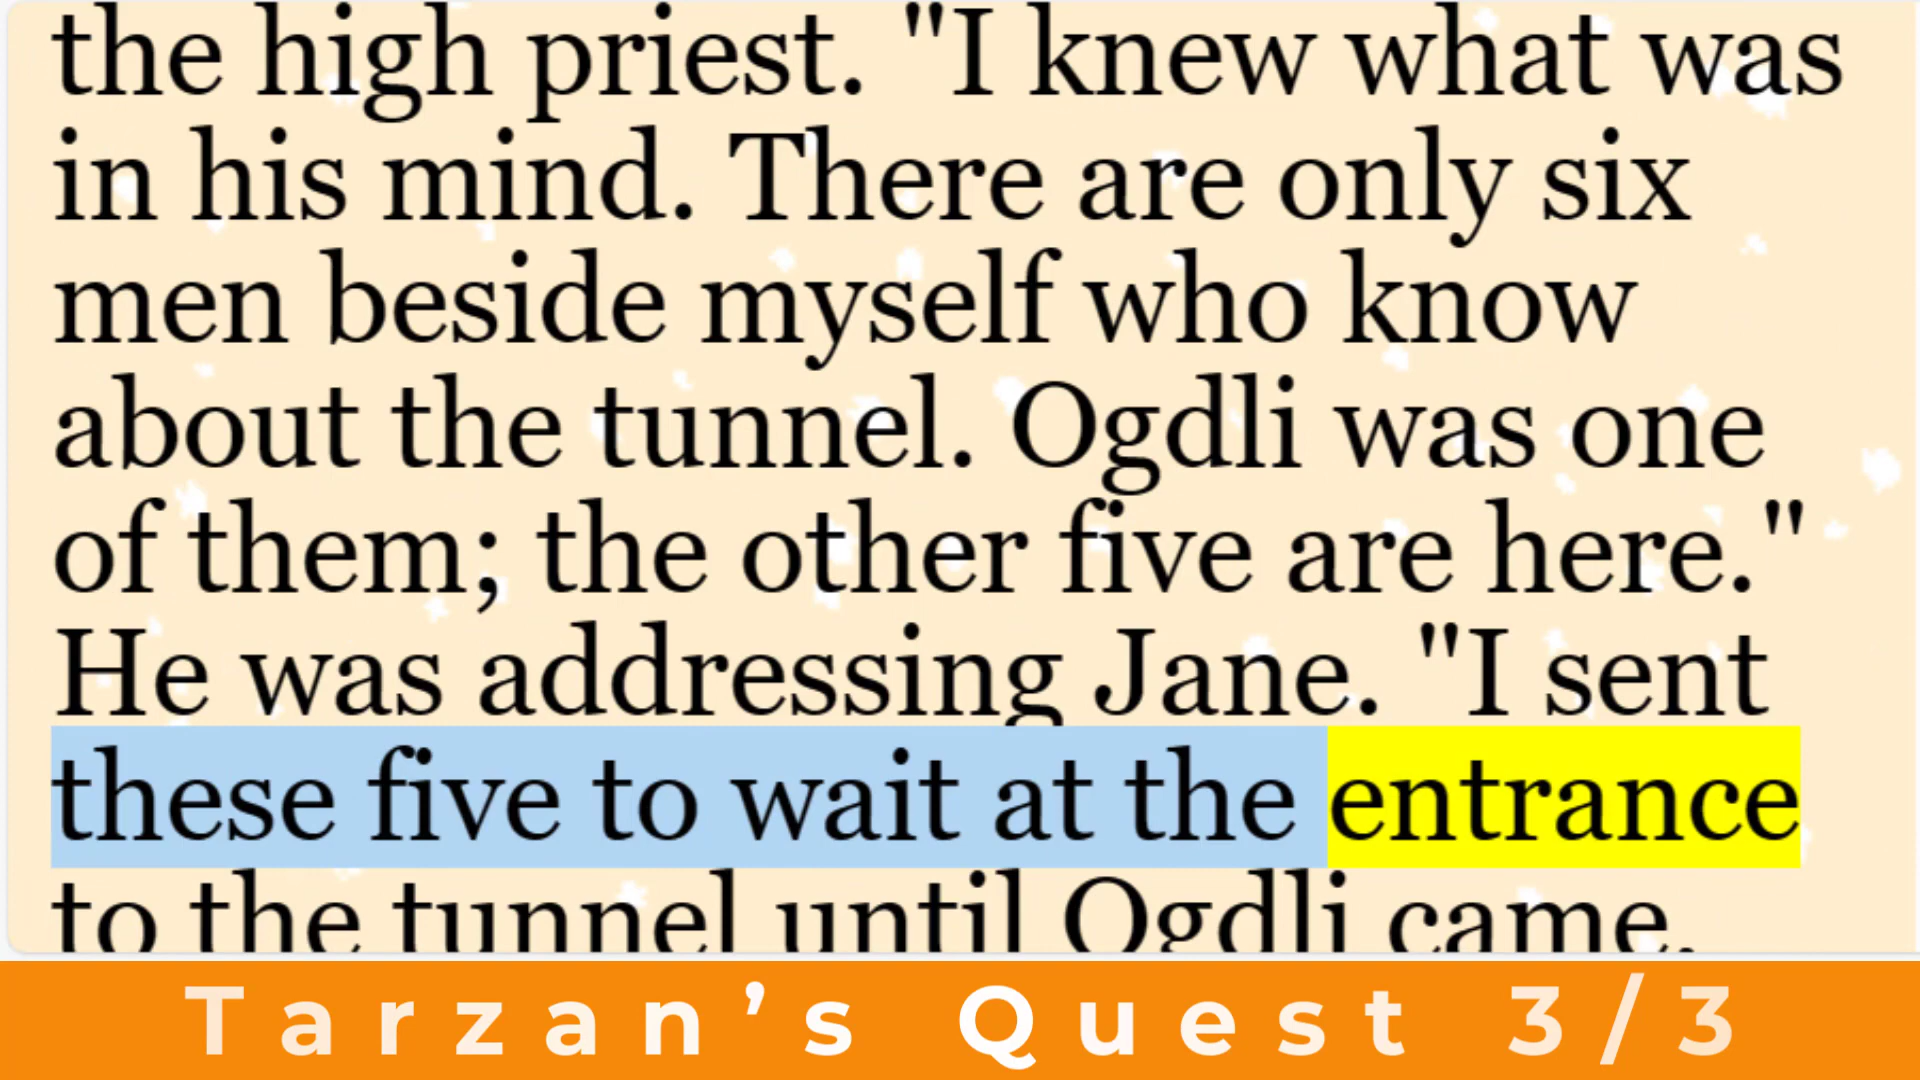 the high priest. "I knew what was
in his mind. There are only six
men beside myself who know
about the tunnel. Ogdli was one
of them; the other five are here."
He was addressing Jane. "I sent
these five to wait at the entrance
to the tunnel until Ogdli came.
Tarzan’s Quest 3/3